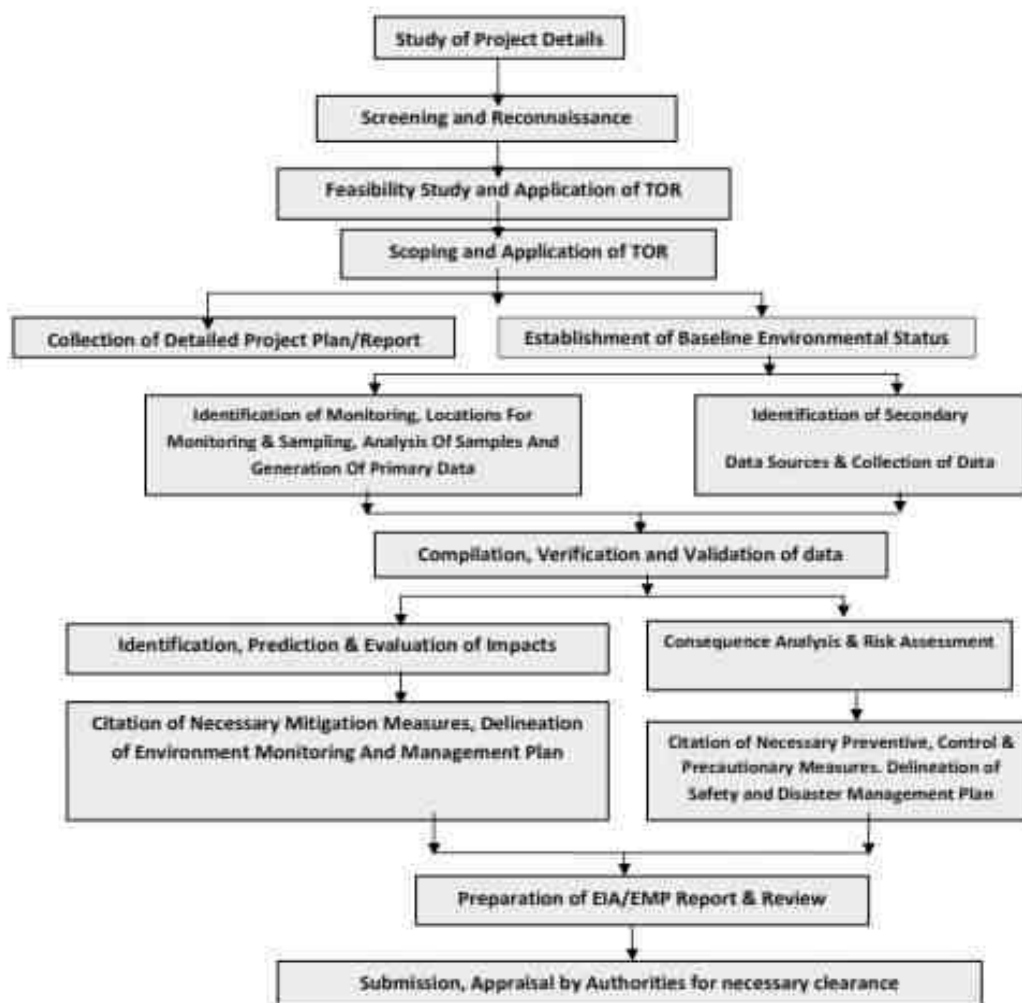 Study of Project Details
Screening and Reconnaissance
Feasibility Study and Application of TOR
Scoping and Application of TOR
Collection of Detailed Project Plan/Report
Establishment of Baseline Environmental Status
Identification of Monitoring, Locations For
Monitoring & Sampling, Analysis Of Samples And
Generation Of Primary Data
Identification of Secondary
Data Sources & Collection of Data
Compilation, Verification and Validation of data
Identification, Prediction & Evaluation of Impacts
Consequence Analysis & Risk Assessment
Citation of Necessary Mitigation Measures, Delineation
of Environment Monitoring And Management Plan
Citation of Necessary Preventive, Control &
Precautionary Measures. Delineation of
Safety and Disaster Management Plan
Preparation of EIA/EMP Report & Review
Submission, Appraisal by Authorities for necessary clearance